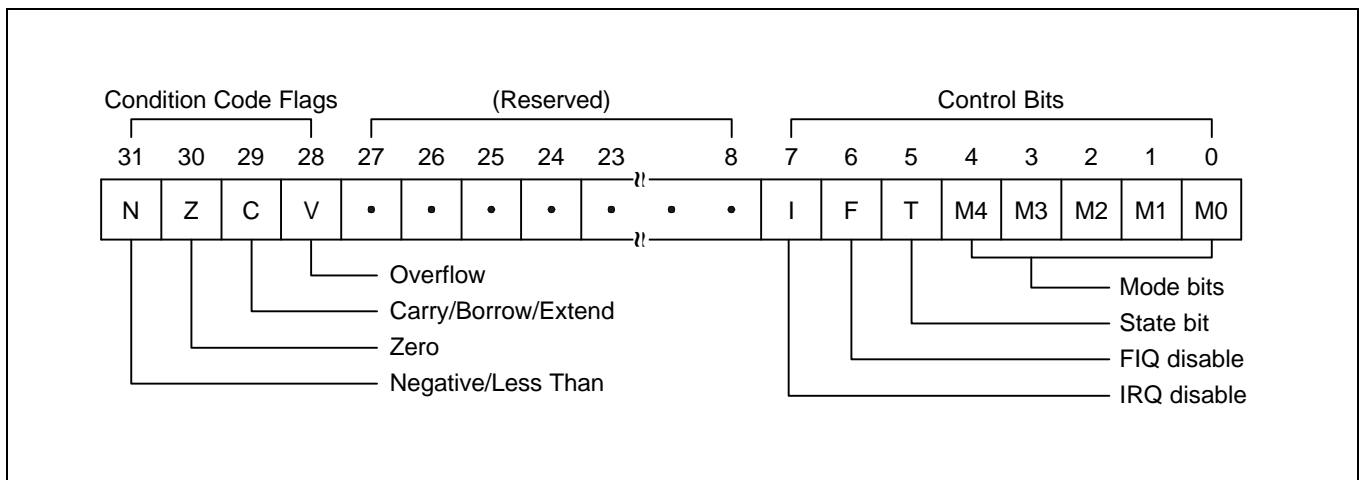 Condition Code Flags (Reserved) Control Bits
31 30 29 28 27 26 25 24 23 8 7 6 5 4 3 2 1 0
N Z C V • • • • • • • I F T M4 M3 M2 M1 M0
Overflow
Carry/Borrow/Extend
Zero
Negative/Less Than
Mode bits
State bit
FIQ disable
IRQ disable